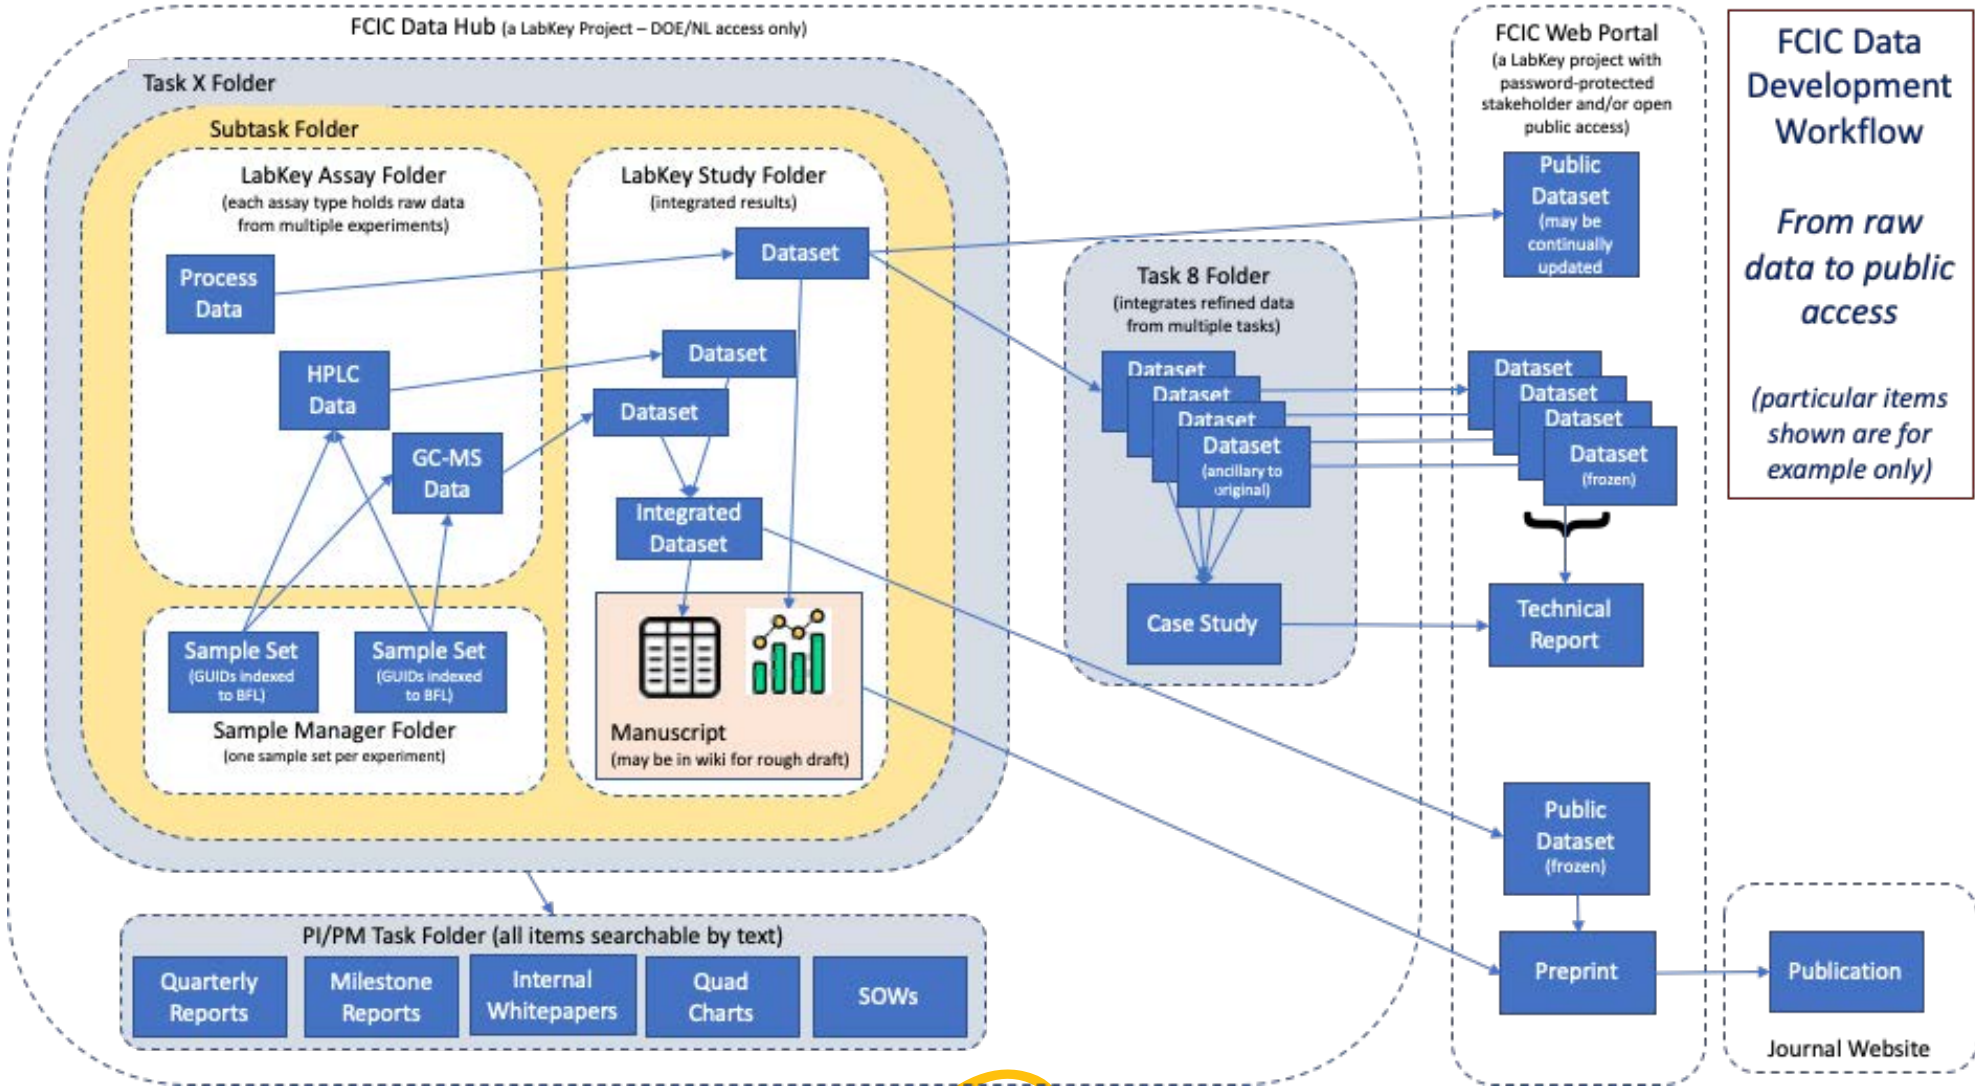 FCIC Data Hub (a LabKey Project – DOE/NL access only)
Task X Folder
Subtask Folder
LabKey Assay Folder
(each assay type holds raw data
from multiple experiments)
Process
Data
HPLC
Data
GC-MS
Data
Sample Set
(GUIDs indexed
to BFL)
Sample Set
(GUIDs indexed
to BFL)
Sample Manager Folder
(one sample set per experiment)
LabKey Study Folder
(integrated results)
Dataset
Dataset
Dataset
Integrated
Dataset
Manuscript
(may be in wiki for rough draft)
PI/PM Task Folder (all items searchable by text)
Quarterly
Reports
Milestone
Reports
Internal
Whitepapers
Quad
Charts
SOWs
Task 8 Folder
(integrates refined data
from multiple tasks)
Dataset
Dataset
Dataset
Dataset
(ancillary to
original)
Case Study
FCIC Web Portal
(a LabKey project with
password-protected
stakeholder and/or open
public access)
Public
Dataset
(may be
continually
updated
Dataset
Dataset
Dataset
Dataset
(frozen)
Technical
Report
Public
Dataset
(frozen)
Preprint
Publication
Journal Website
FCIC Data
Development
Workflow
From raw
data to public
access
(particular items
shown are for
example only)